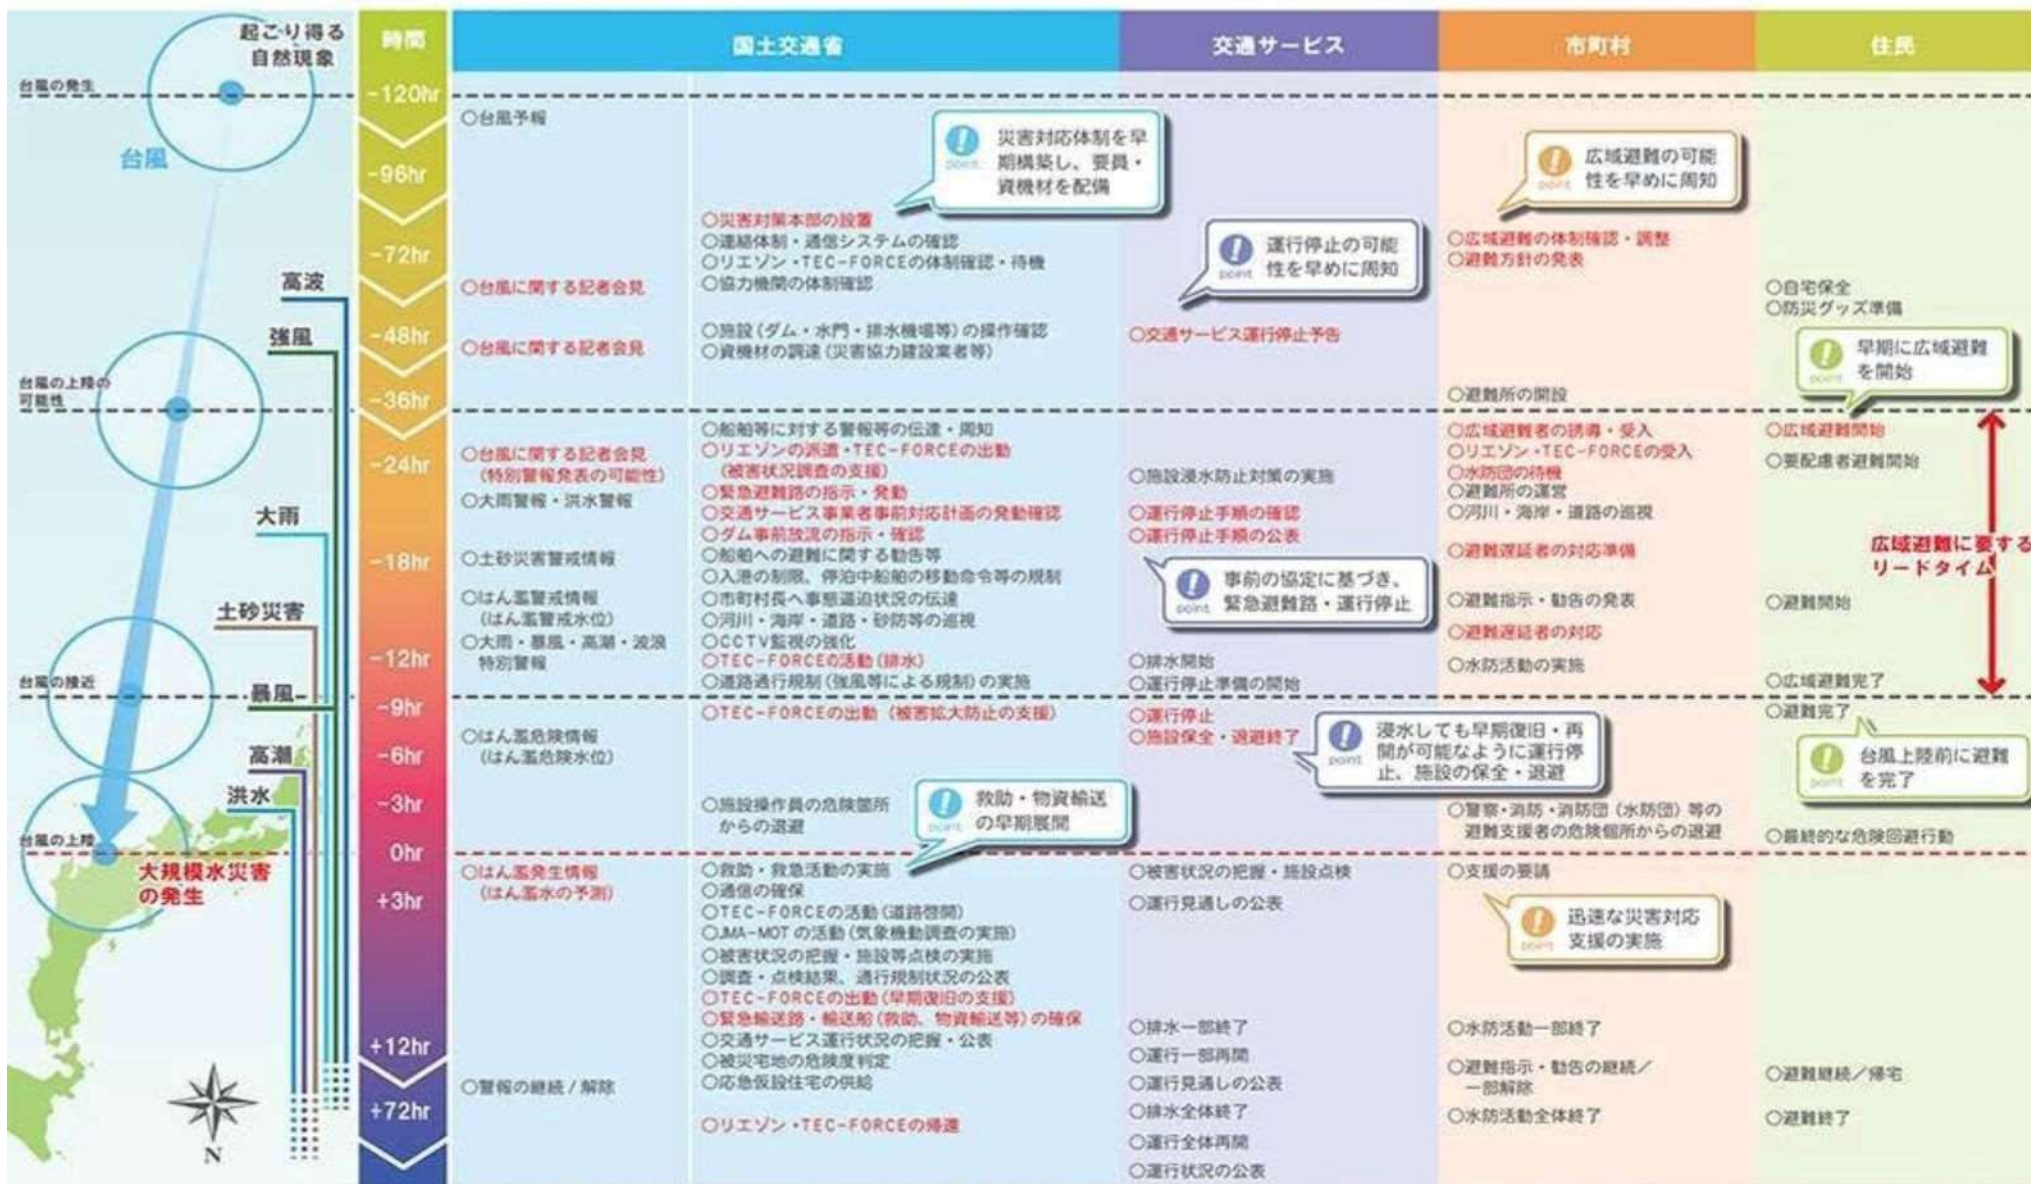 起こり得る
自然現象
時間
国土交通省
交通サービス
市町村
住民
台風の発生
台風
高波
強風
台風の上陸の
可能性
大雨
土砂災害
台風の接近
暴風
高潮
洪水
台風の上陸
大規模水災害
の発生
N
-120hr
-96hr
-72hr
-48hr
-36hr
-24hr
-18hr
-12hr
-9hr
-6hr
-3hr
0hr
+3hr
+12hr
+72hr
○台風予報
○台風に関する記者会見
○台風に関する記者会見
○台風に関する記者会見
(特別警報発表の可能性)
○大雨警報・洪水警報
○土砂災害警戒情報
○はん濫警戒情報
(はん濫警戒水位)
○大雨・暴風・高潮・波浪
特別警報
○はん濫危険情報
(はん濫危険水位)
○はん濫発生情報
(はん濫水の予測)
○警報の継続/解除
! point
災害対応体制を早
期構築し、要員・
資機材を配備
○災害対策本部の設置
○連絡体制・通信システムの確認
○リエゾン・TEC-FORCEの体制確認・待機
○協力機関の体制確認
○施設(ダム・水門・排水機場等)の操作確認
○資機材の調達(災害協力建設業者等)
○船舶等に対する警報等の伝達・周知
○リエゾンの派遣・TEC-FORCEの出動
(被害状況調査の支援)
○緊急避難路の指示・発動
○交通サービス事業者事前対応計画の発動確認
○ダム事前放流の指示・確認
○船舶への避難に関する勧告等
○入港の制限、停泊中船舶の移動命令等の規制
○市町村長へ事態逼迫状況の伝達
○河川・海岸・道路・砂防等の巡視
○CCTV監視の強化
○TEC-FORCEの活動(排水)
○道路通行規制(強風等による規制)の実施
○TEC-FORCEの出動 (被害拡大防止の支援)
○施設操作員の危険箇所
からの退避
! point
救助・物資輸送
の早期展開
○救助・救急活動の実施
○通信の確保
○TEC-FORCEの活動(道路啓開)
○JMA-MOTの活動(気象機動調査の実施)
○被害状況の把握・施設等点検の実施
○調査・点検結果、通行規制状況の公表
○TEC-FORCEの出動(早期復旧の支援)
○緊急輸送路・輸送船(救助、物資輸送等)の確保
○交通サービス運行状況の把握・公表
○被災宅地の危険度判定
○応急仮設住宅の供給
○リエゾン・TEC-FORCEの帰還
! point
運行停止の可能
性を早めに周知
○交通サービス運行停止予告
○施設浸水防止対策の実施
○運行停止手順の確認
○運行停止手順の公表
! point
事前の協定に基づき、
緊急避難路・運行停止
○排水開始
○運行停止準備の開始
○運行停止
○施設保全・退避終了
! point
浸水しても早期復旧・再
開が可能なように運行停
止、施設の保全・退避
○被害状況の把握・施設点検
○運行見通しの公表
○排水一部終了
○運行一部再開
○運行見通しの公表
○排水全体終了
○運行全体再開
○運行状況の公表
! point
広域避難の可能
性を早めに周知
○広域避難の体制確認・調整
○避難方針の発表
○避難所の開設
○広域避難者の誘導・受入
○リエゾン・TEC-FORCEの受入
○水防団の待機
○避難所の運営
○河川・海岸・道路の巡視
○避難遅延者の対応準備
○避難指示・勧告の発表
○避難遅延者の対応
○水防活動の実施
○警察・消防・消防団(水防団)等の
避難支援者の危険個所からの退避
○支援の要請
! point
迅速な災害対応
支援の実施
○水防活動一部終了
○避難指示・勧告の継続/
一部解除
○水防活動全体終了
○自宅保全
○防災グッズ準備
! point
早期に広域避難
を開始
○広域避難開始
○要配慮者避難開始
広域避難に要する
リードタイム
○避難開始
○広域避難完了
○避難完了
! point
台風上陸前に避難
を完了
○最終的な危険回避行動
○避難継続/帰宅
○避難終了